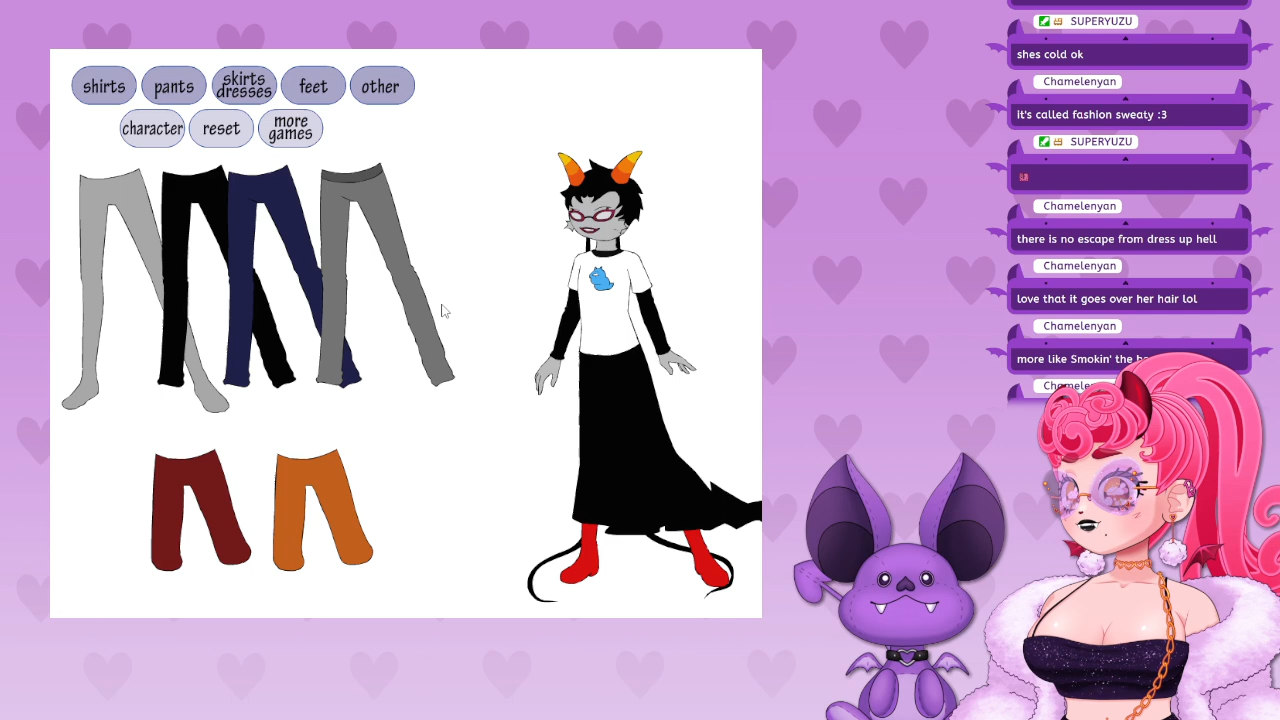 shirts
pants
skirts
dresses
feet
other
character
reset
more
games
SUPERYUZU
shes cold ok
Chamelenyan
It's called fashion sweaty :3
SUPERYUZU
Chamelenyan
there is no escape from dress up hell
Chamelenyan
love that it goes over her hair lol
Chamelenyan
more like Smokin' the